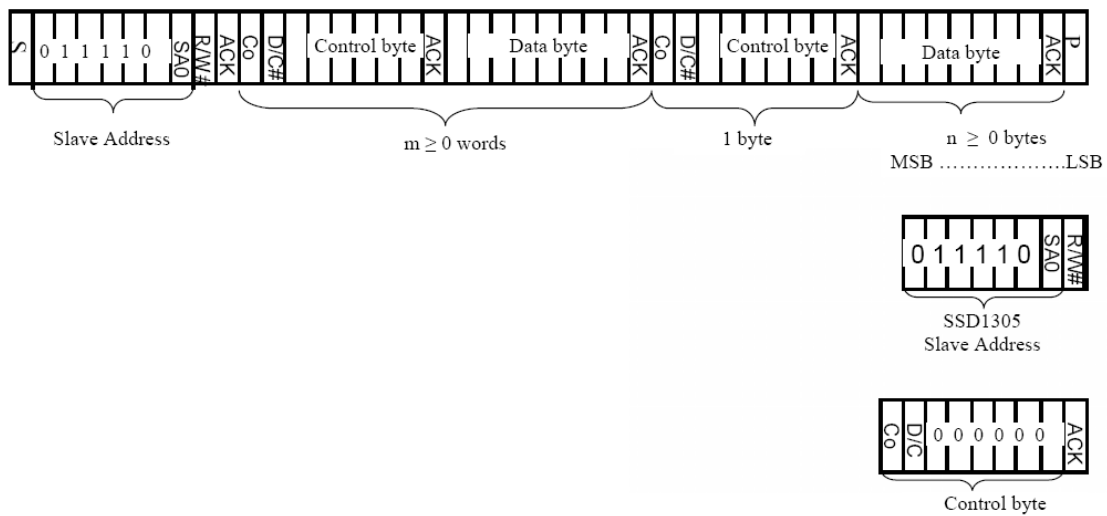 S 0 1 1 1 1 0 SA0 R/W# ACK Co D/C# Control byte ACK Data byte ACK Co D/C# Control byte ACK Data byte ACK P
Slave Address
m ≥ 0 words
1 byte
n ≥ 0 bytes
MSB ……………….LSB
0 1 1 1 1 0 SA0 R/W#
SSD1305
Slave Address
Co D/C 0 0 0 0 0 0 ACK
Control byte